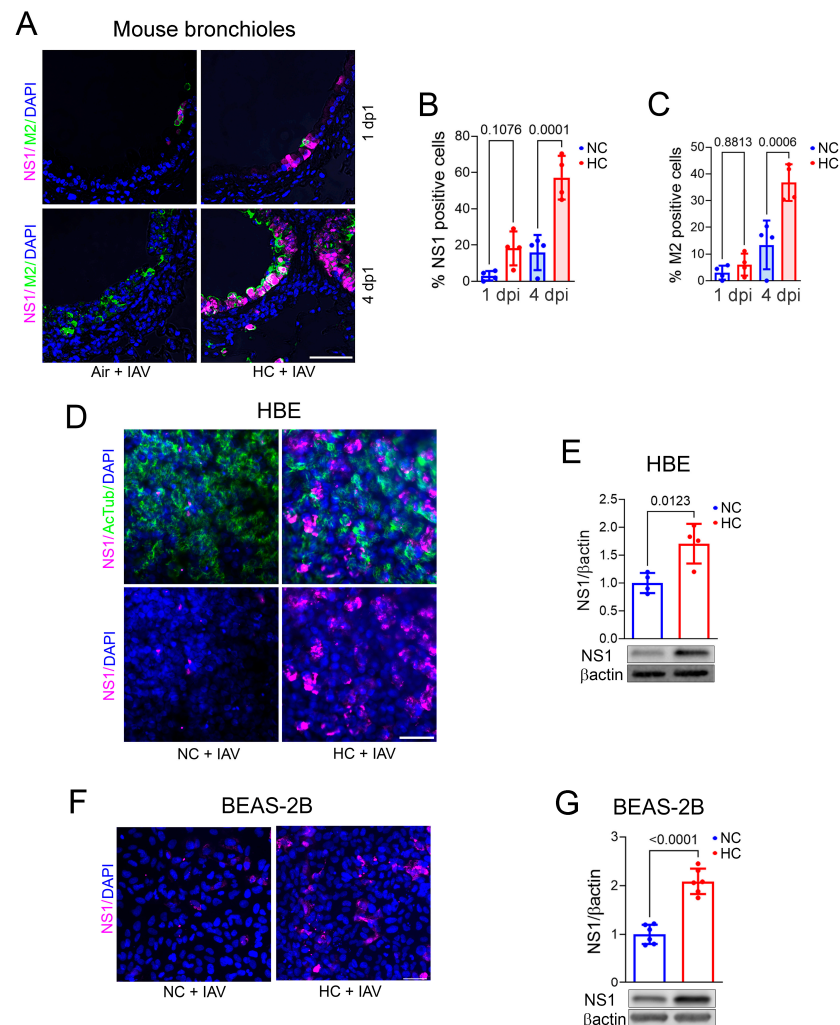 A
Mouse bronchioles
NS1/M2/DAPI
1 dp1
NS1/M2/DAPI
4 dp1
Air + IAV
HC + IAV
B
% NS1 positive cells
80
60
40
20
0
0.1076
0.0001
NC
HC
1 dpi
4 dpi
C
% M2 positive cells
50
40
30
20
10
0
0.8813
0.0006
NC
HC
1 dpi
4 dpi
D
HBE
NS1/AcTub/DAPI
NS1/DAPI
NC + IAV
HC + IAV
E
HBE
NS1/βactin
2.5
2.0
1.5
1.0
0.5
0.0
0.0123
NC
HC
NS1
βactin
F
BEAS-2B
NS1/DAPI
NC + IAV
HC + IAV
G
BEAS-2B
NS1/βactin
3
2
1
0
<0.0001
NC
HC
NS1
βactin